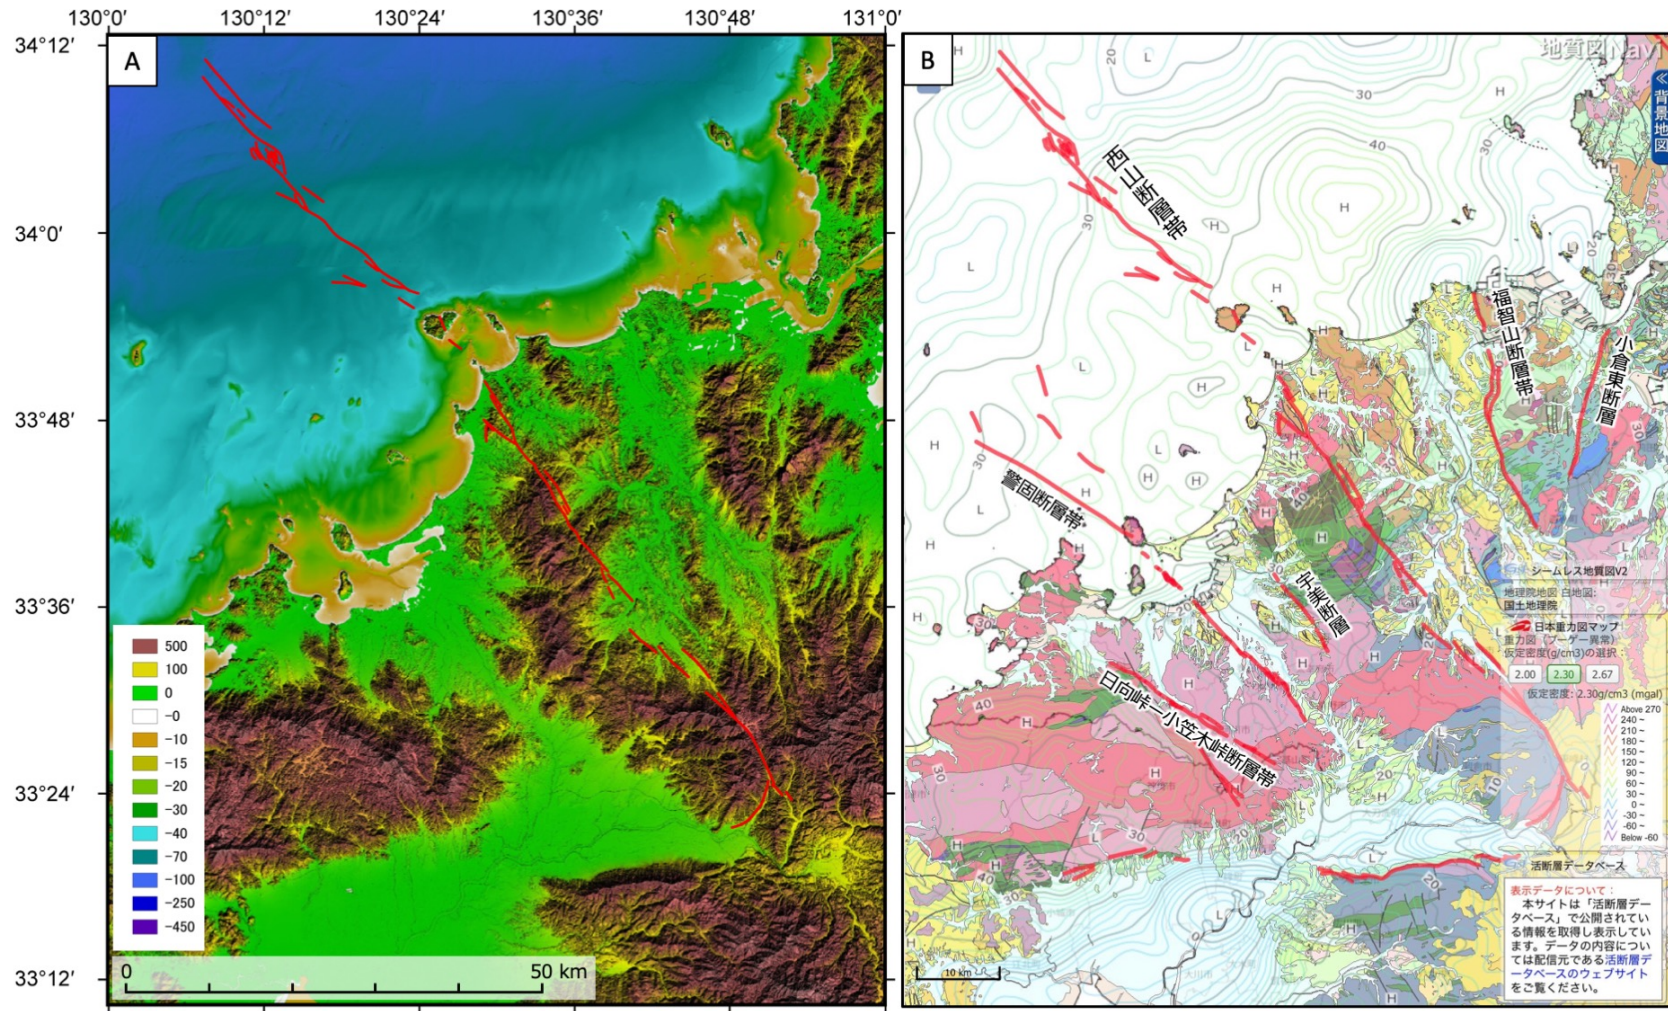 130°0′ 130°12′ 130°24′ 130°36′ 130°48′ 131°0′
34°12′
34°0′
33°48′
33°36′
33°24′
33°12′
A
500
100
0
−0
−10
−15
−20
−30
−40
−70
−100
−250
−450
0 50 km
B
地質図Navi
《背景地図
西山断層帯
福智山断層帯
小倉東断層
警固断層帯
宇美断層
日向峠ー小笠木峠断層帯
シームレス地質図V2
地理院地図 白地図:
国土地理院
日本重力図マップ
重力図（ブーゲー異常）
仮定密度(g/cm3)の選択：
2.00 2.30 2.67
仮定密度: 2.30g/cm3 (mgal)
Above 270
240 ~
210 ~
180 ~
150 ~
120 ~
90 ~
60 ~
30 ~
0 ~
-30 ~
-60 ~
Below -60
活断層データベース
表示データについて：
本サイトは「活断層デー
タベース」で公開されてい
る情報を取得し表示してい
ます。データの内容につい
ては配信元である活断層デ
ータベースのウェブサイト
をご覧ください。
10 km